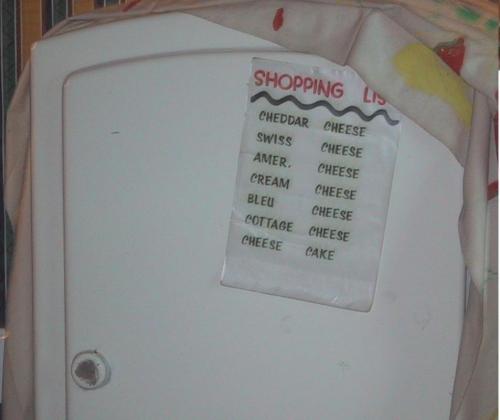 SHOPPING LIS
CHEDDAR CHEESE
SWISS CHEESE
AMER. CHEESE
CREAM CHEESE
BLEU CHEESE
COTTAGE CHEESE
CHEESE CAKE